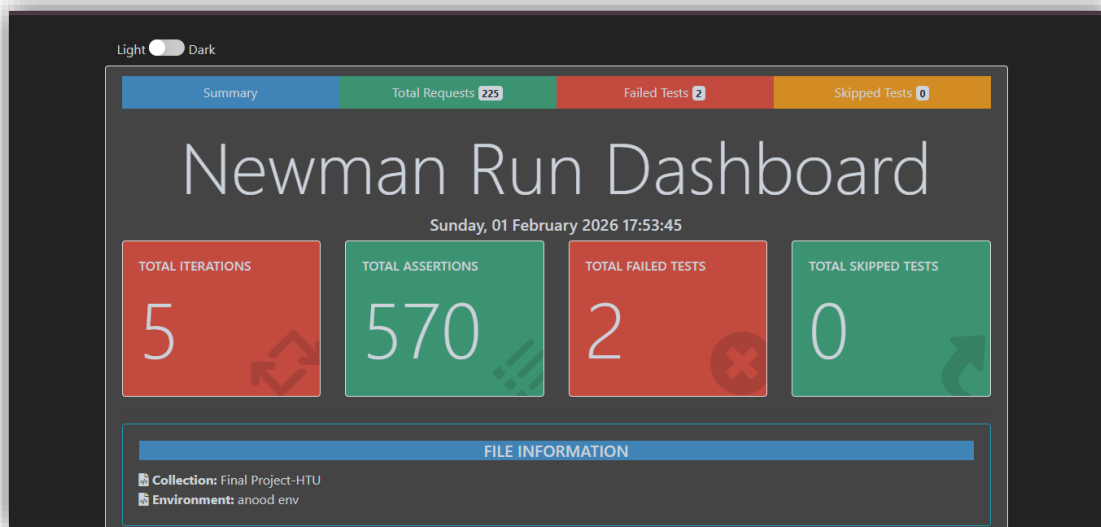 Light Dark
Summary Total Requests 225 Failed Tests 2 Skipped Tests 0
Newman Run Dashboard
Sunday, 01 February 2026 17:53:45
TOTAL ITERATIONS TOTAL ASSERTIONS TOTAL FAILED TESTS TOTAL SKIPPED TESTS
5 570 2 0
FILE INFORMATION
Collection: Final Project-HTU
Environment: anood env